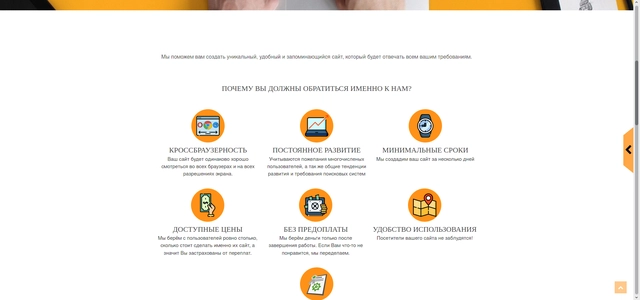 Мы поможем вам создать уникальный, удобный и запоминающийся сайт, который будет отвечать всем вашим требованиям.
ПОЧЕМУ ВЫ ДОЛЖНЫ ОБРАТИТЬСЯ ИМЕННО К НАМ?
КРОССБРАУЗЕРНОСТЬ
Ваш сайт будет одинаково хорошо
смотреться во всех браузерах и на всех
разрешениях экрана.
ПОСТОЯННОЕ РАЗВИТИЕ
Учитываются пожелания многочисленных
пользователей, а так же общие тенденции
развития и требования поисковых систем
МИНИМАЛЬНЫЕ СРОКИ
Мы создадим ваш сайт за несколько дней
ДОСТУПНЫЕ ЦЕНЫ
Мы берём с пользователей ровно столько,
сколько стоит сделать именно их сайт, а
значит Вы застрахованы от переплат.
БЕЗ ПРЕДОПЛАТЫ
Мы берём деньги только после
завершения работы. Если Вам что-то не
понравится, мы переделаем.
УДОБСТВО ИСПОЛЬЗОВАНИЯ
Посетители вашего сайта не заблудятся!